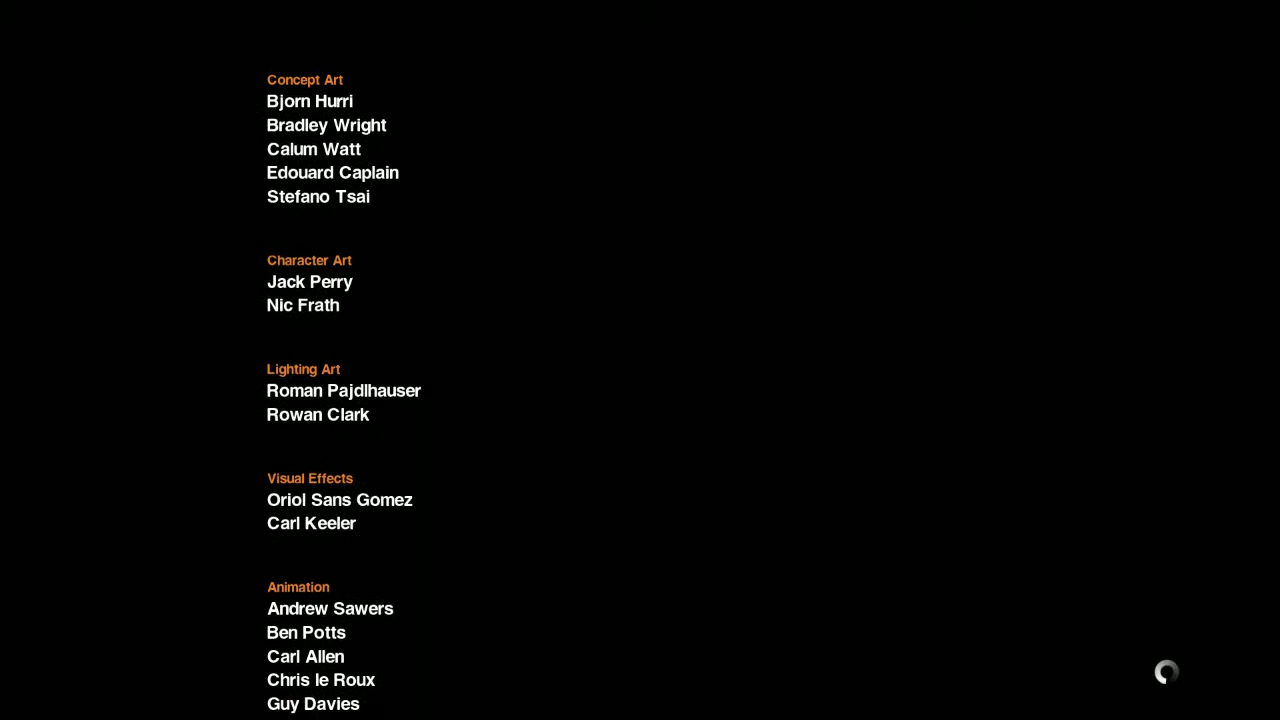 Concept Art
Bjorn Hurri
Bradley Wright
Calum Watt
Edouard Caplain
Stefano Tsai
Character Art
Jack Perry
Nic Frath
Lighting Art
Roman Pajdlhauser
Rowan Clark
Visual Effects
Oriol Sans Gomez
Carl Keeler
Animation
Andrew Sawers
Ben Potts
Carl Allen
Chris le Roux
Guy Davies